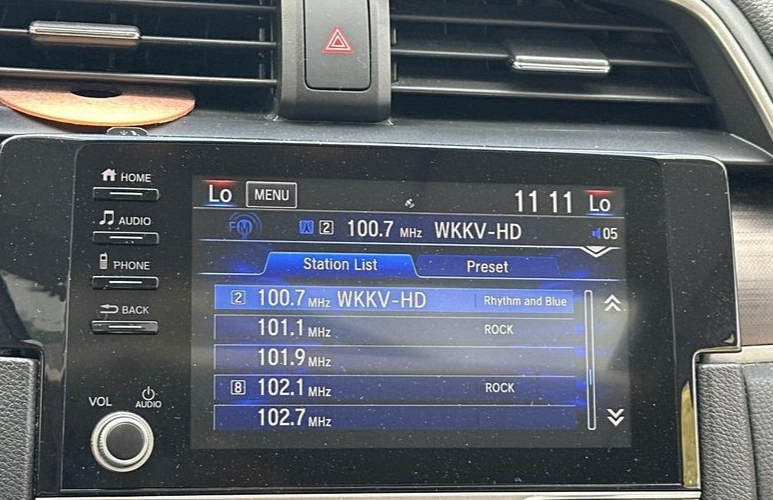 HOME
AUDIO
PHONE
BACK
VOL AUDIO
Lo MENU 11 11 Lo
FM 2 100.7 MHz WKKV-HD 05
Station List Preset
2 100.7 MHz WKKV-HD Rhythm and Blue
101.1 MHz ROCK
101.9 MHz
8 102.1 MHz ROCK
102.7 MHz